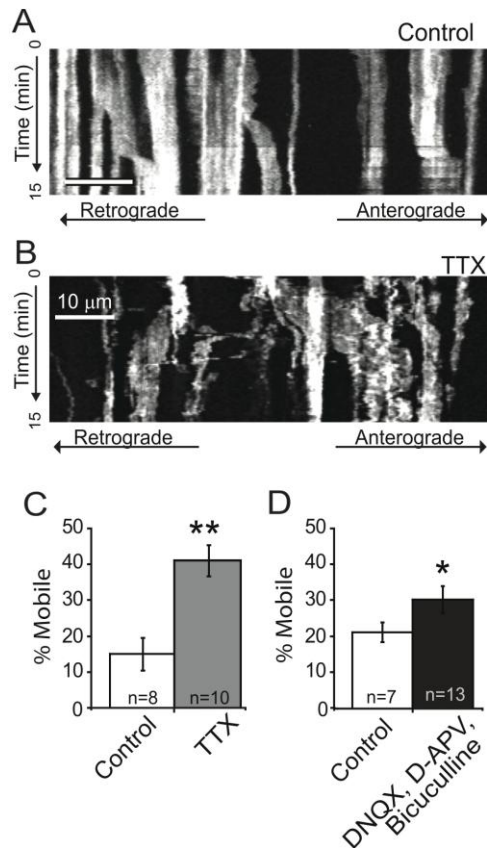 A
Control
0
Time (min)
15
Retrograde
Anterograde
B
TTX
0
10 μm
Time (min)
15
Retrograde
Anterograde
C
D
50
40
30
20
10
0
% Mobile
**
n=8
n=10
Control
TTX
50
40
30
20
10
0
% Mobile
*
n=7
n=13
Control
DNQX, D-APV,
Bicuculline